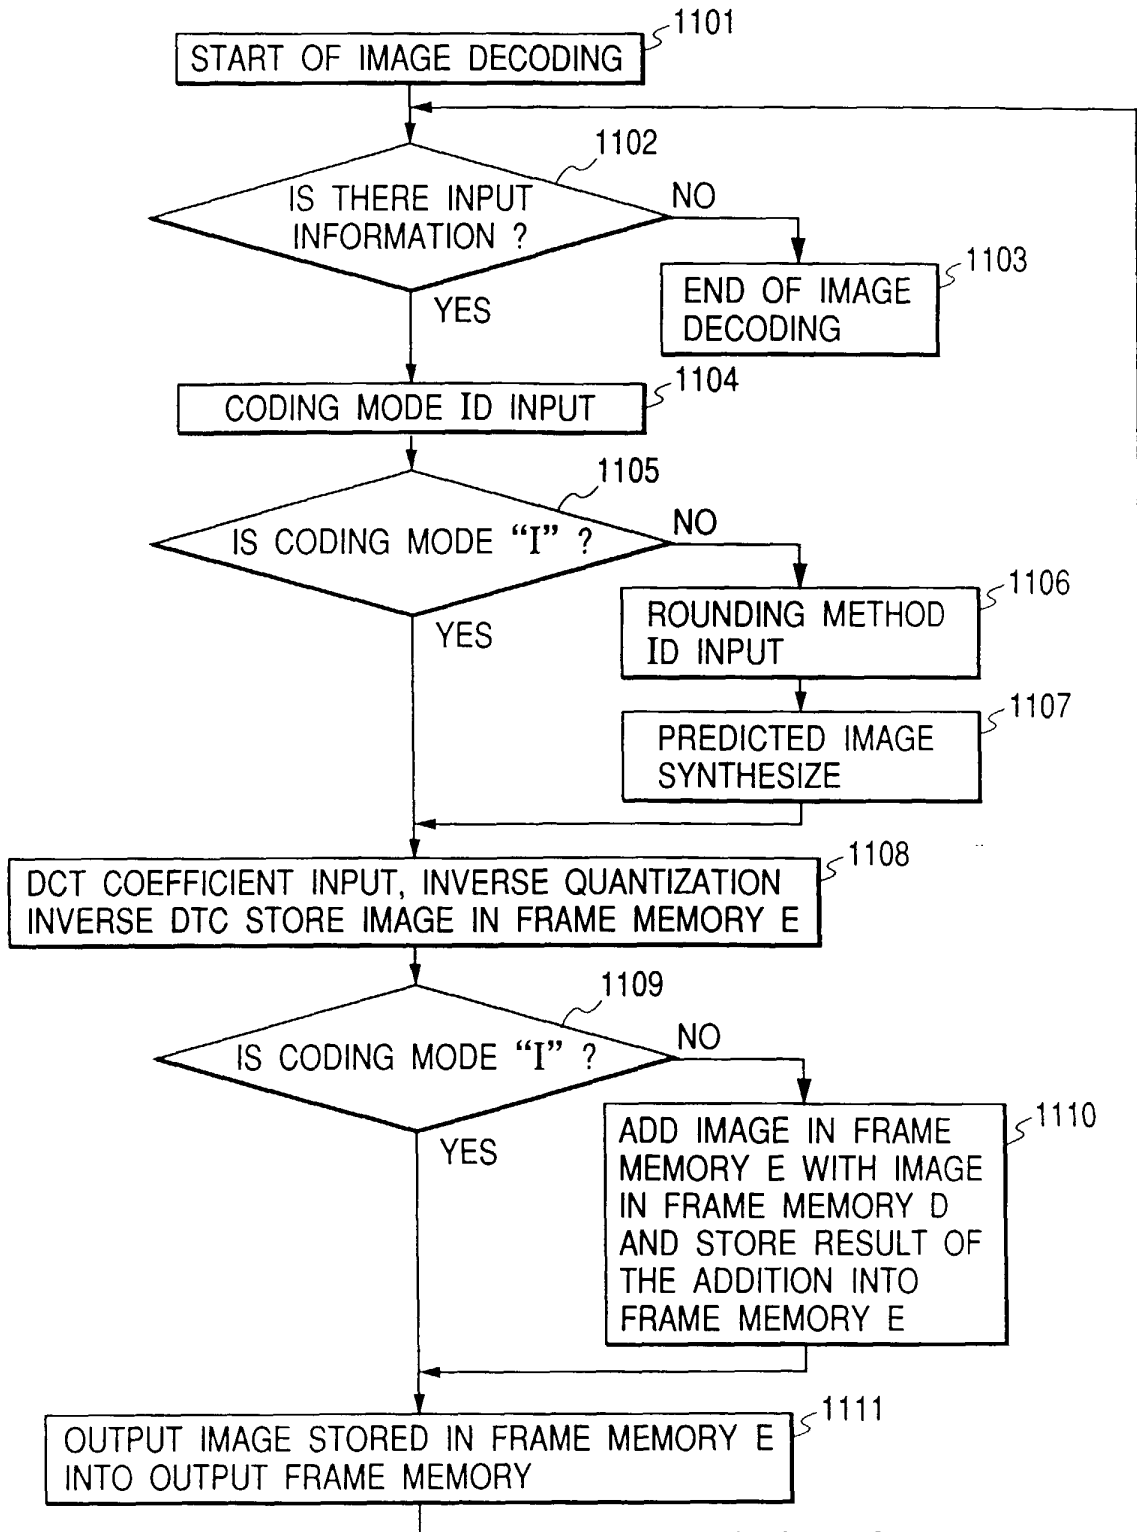 1101
START OF IMAGE DECODING
1102
IS THERE INPUT
INFORMATION ?
NO
YES
1103
END OF IMAGE
DECODING
1104
CODING MODE ID INPUT
1105
IS CODING MODE “I” ?
NO
YES
1106
ROUNDING METHOD
ID INPUT
1107
PREDICTED IMAGE
SYNTHESIZE
1108
DCT COEFFICIENT INPUT, INVERSE QUANTIZATION
INVERSE DTC STORE IMAGE IN FRAME MEMORY E
1109
IS CODING MODE “I” ?
NO
YES
1110
ADD IMAGE IN FRAME
MEMORY E WITH IMAGE
IN FRAME MEMORY D
AND STORE RESULT OF
THE ADDITION INTO
FRAME MEMORY E
1111
OUTPUT IMAGE STORED IN FRAME MEMORY E
INTO OUTPUT FRAME MEMORY